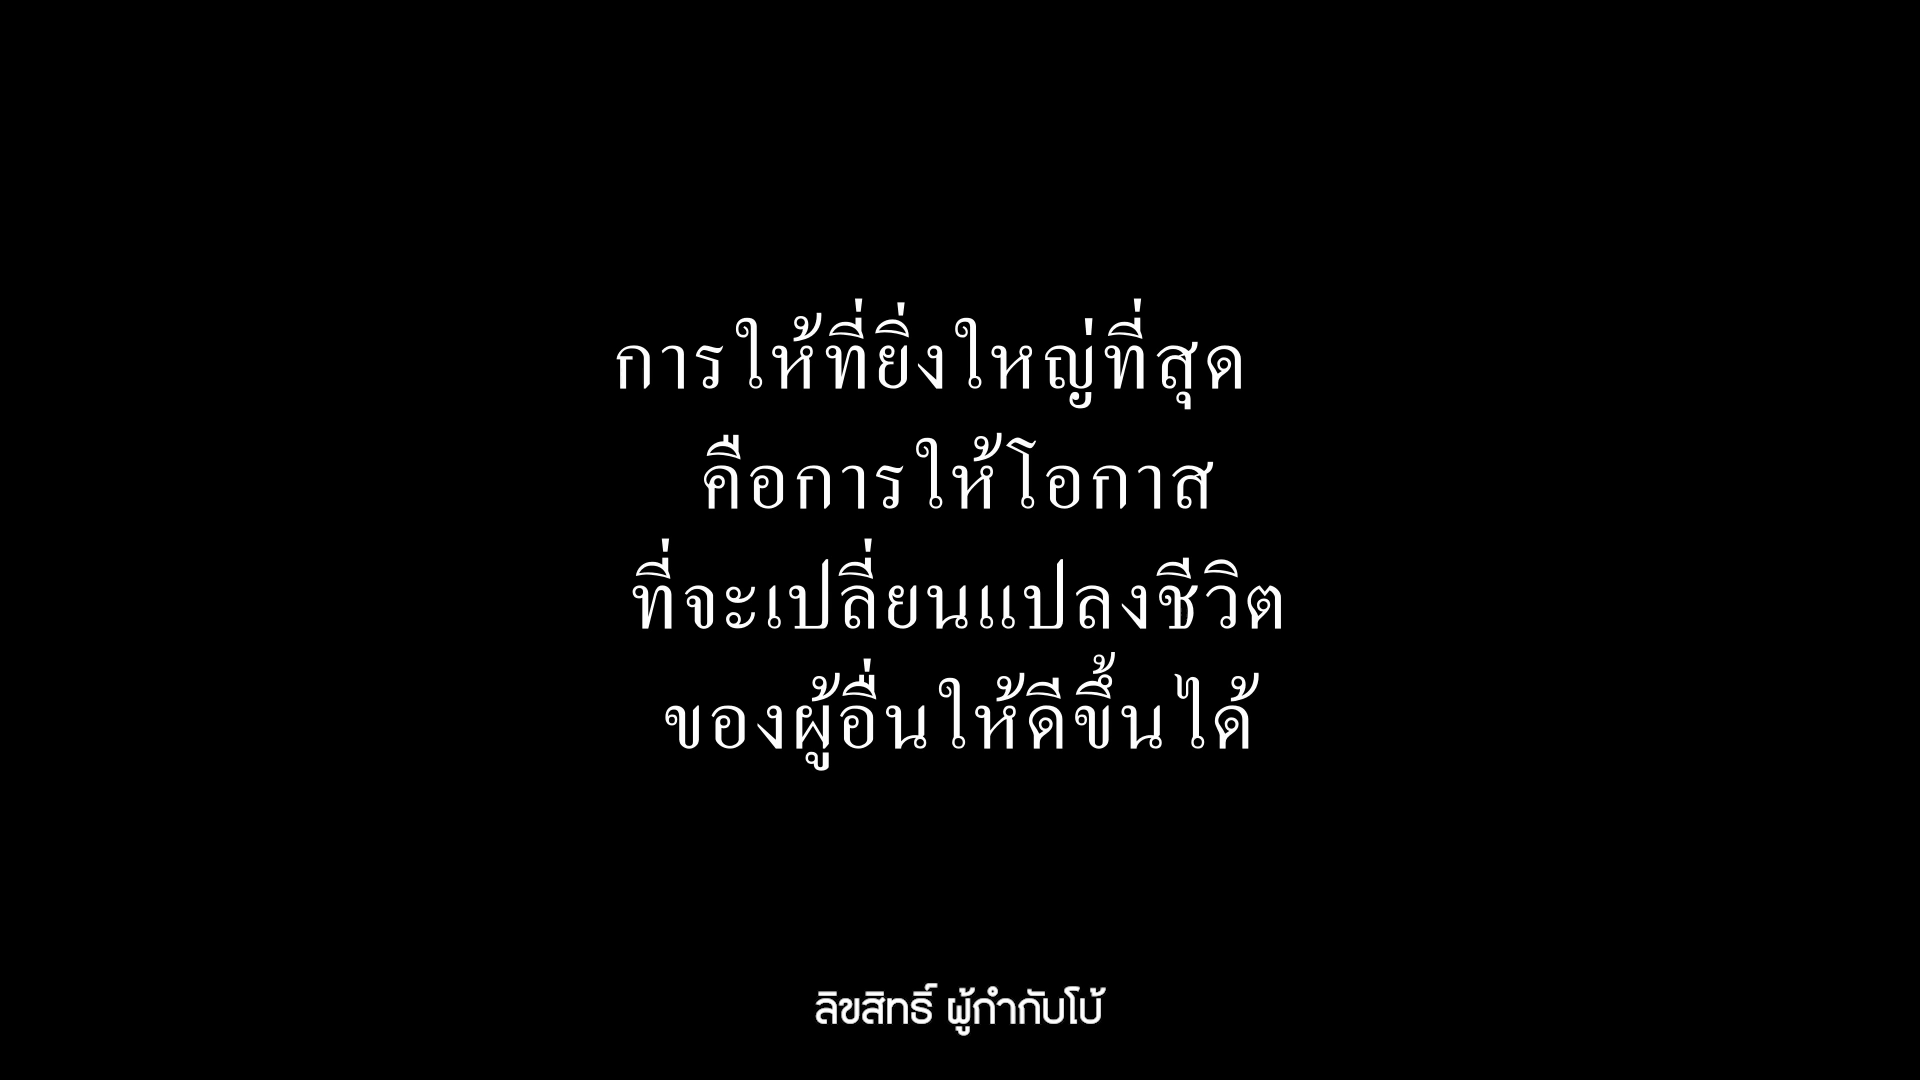 การให้ที่ยิ่งใหญ่ที่สุด
คือการให้โอกาส
ที่จะเปลี่ยนแปลงชีวิต
ของผู้อื่นให้ดีขึ้นได้
ลิขสิทธิ์ ผู้กำกับโบ้